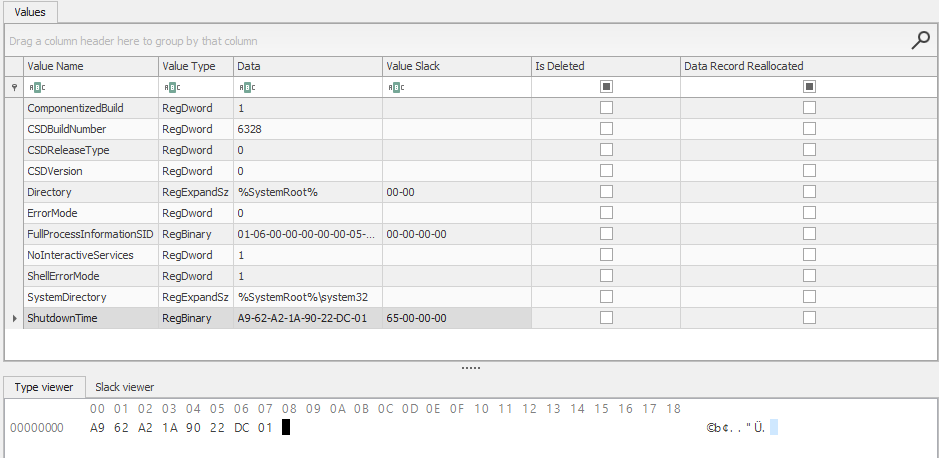 Values
Drag a column header here to group by that column
Value Name Value Type Data Value Slack Is Deleted Data Record Reallocated
ABC ABC ABC ABC
ComponentizedBuild RegDword 1
CSDBuildNumber RegDword 6328
CSDReleaseType RegDword 0
CSDVersion RegDword 0
Directory RegExpandSz %SystemRoot% 00-00
ErrorMode RegDword 0
FullProcessInformationSID RegBinary 01-06-00-00-00-00-00-05-... 00-00-00-00
NoInteractiveServices RegDword 1
ShellErrorMode RegDword 1
SystemDirectory RegExpandSz %SystemRoot%\system32
ShutdownTime RegBinary A9-62-A2-1A-90-22-DC-01 65-00-00-00
Type viewer Slack viewer
00 01 02 03 04 05 06 07 08 09 0A 0B 0C 0D 0E 0F 10 11 12 13 14 15 16 17 18
00000000 A9 62 A2 1A 90 22 DC 01 ©b¢.."Ü.